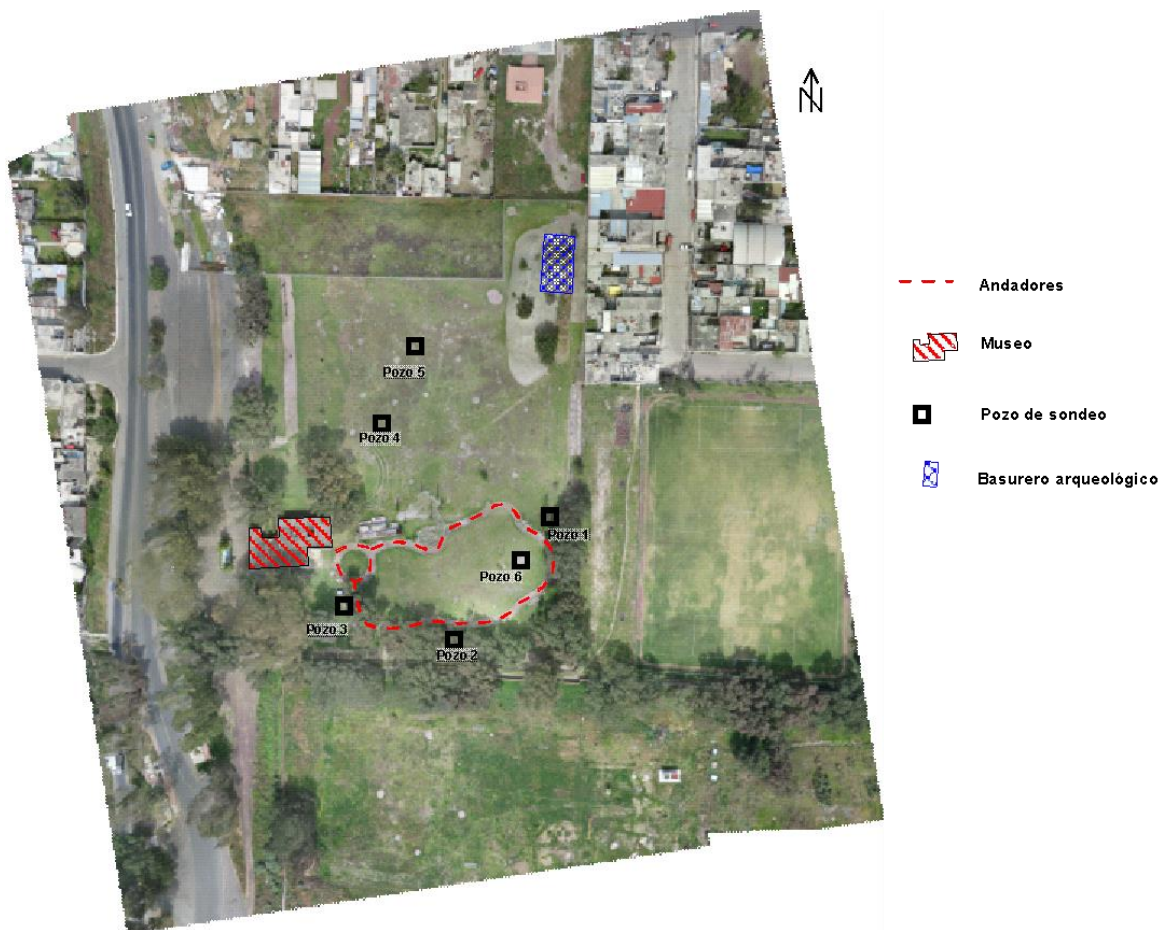 N
Andadores
Museo
Pozo de sondeo
Basurero arqueológico
Pozo 5
Pozo 4
Pozo 1
Pozo 6
Pozo 3
Pozo 2